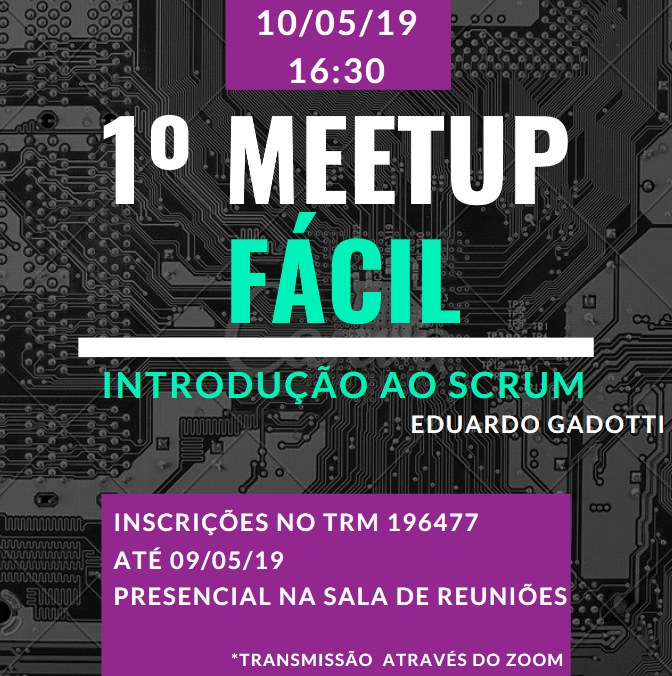 10/05/19
16:30
1º MEETUP
FÁCIL
INTRODUÇÃO AO SCRUM
EDUARDO GADOTTI
INSCRIÇÕES NO TRM 196477
ATÉ 09/05/19
PRESENCIAL NA SALA DE REUNIÕES
*TRANSMISSÃO ATRAVÉS DO ZOOM